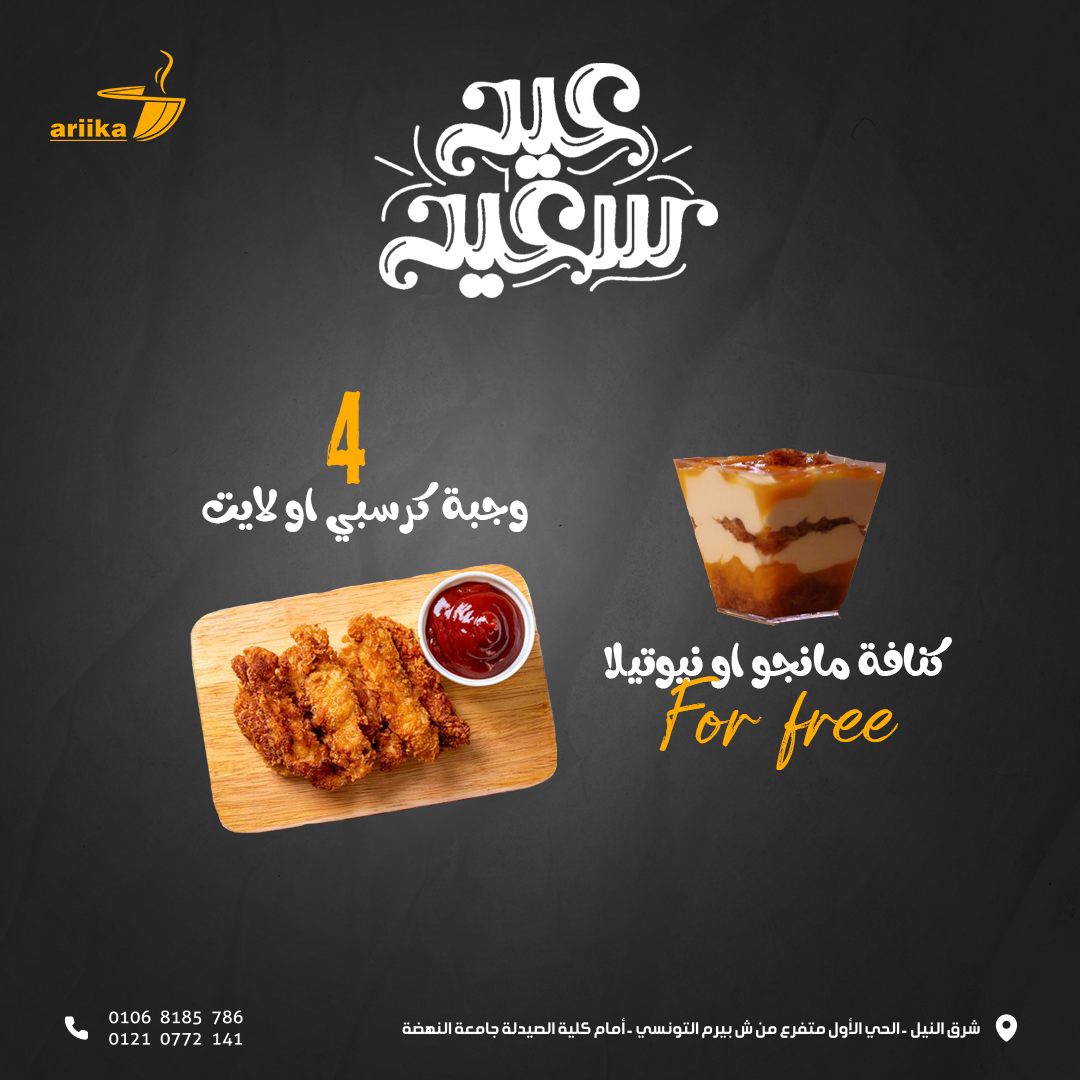 ariika
عيد
سعيد
4
وجبة كرسبي او لايت
كنافة مانجو او نيوتيلا
For free
0106 8185 786
0121 0772 141
شرق النيل - الحي الأول متفرع من ش بيرم التونسي - أمام كلية الصيدلة جامعة النهضة